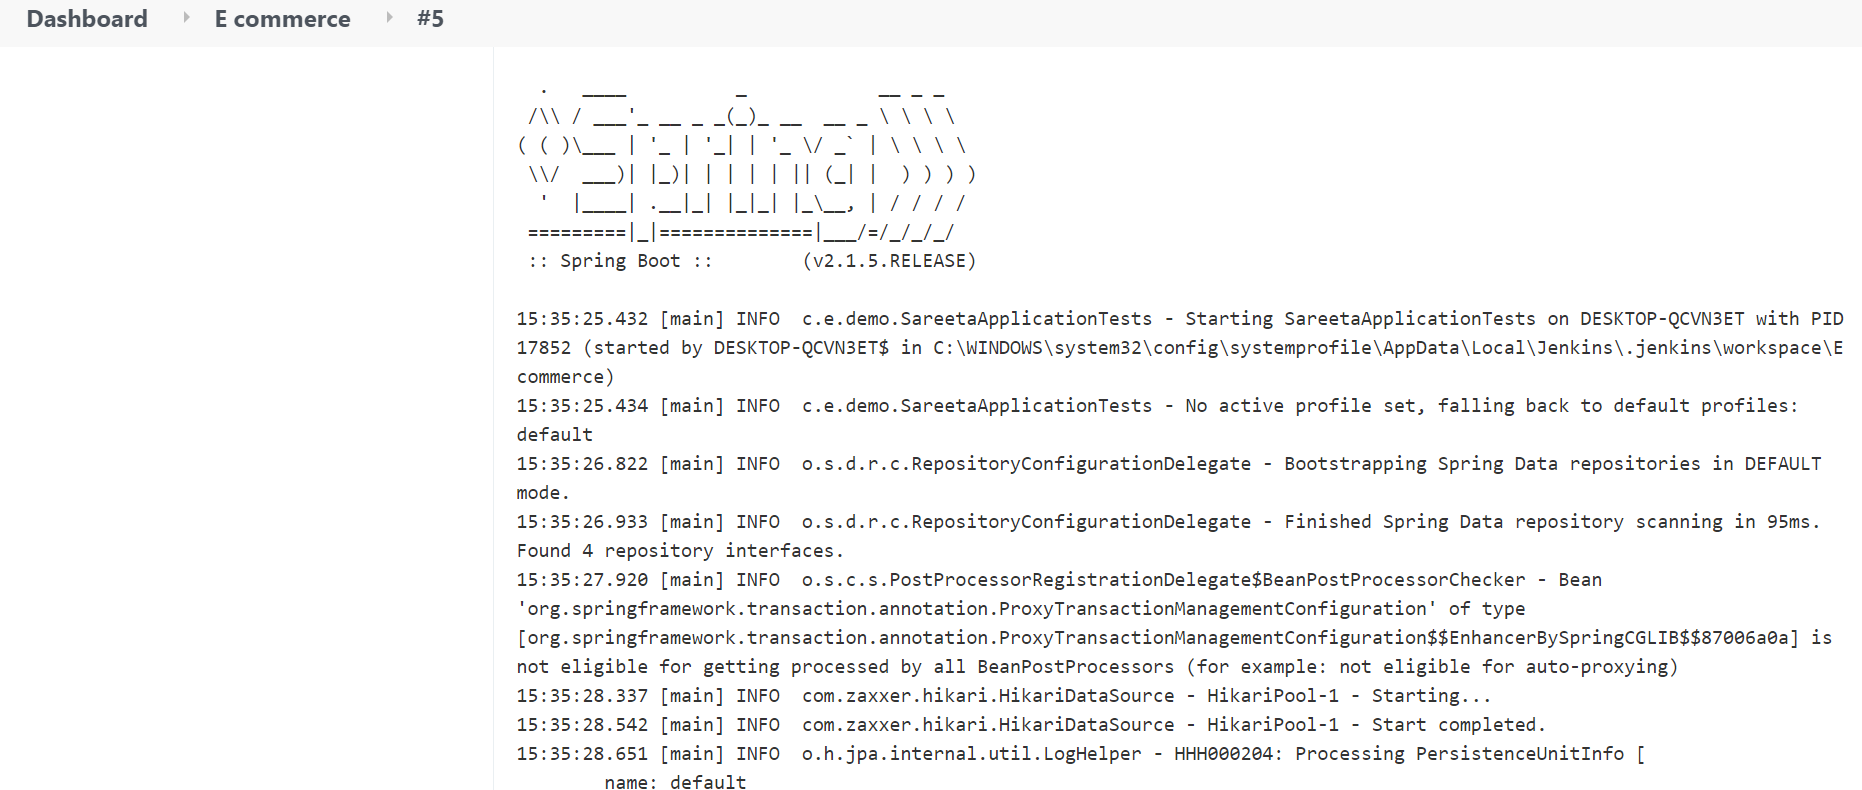 Dashboard E commerce #5
  .   ____          _            __ _ _
 /\\ / ___'_ __ _ _(_)_ __  __ _ \ \ \ \
( ( )\___ | '_ | '_| | '_ \/ _` | \ \ \ \
 \\/  ___)| |_)| | | | | || (_| |  ) ) ) )
  '  |____| .__|_| |_|_| |_\__, | / / / /
 =========|_|==============|___/=/_/_/_/
 :: Spring Boot ::        (v2.1.5.RELEASE)
15:35:25.432 [main] INFO  c.e.demo.SareetaApplicationTests - Starting SareetaApplicationTests on DESKTOP-QCVN3ET with PID
17852 (started by DESKTOP-QCVN3ET$ in C:\WINDOWS\system32\config\systemprofile\AppData\Local\Jenkins\.jenkins\workspace\E
commerce)
15:35:25.434 [main] INFO  c.e.demo.SareetaApplicationTests - No active profile set, falling back to default profiles:
default
15:35:26.822 [main] INFO  o.s.d.r.c.RepositoryConfigurationDelegate - Bootstrapping Spring Data repositories in DEFAULT
mode.
15:35:26.933 [main] INFO  o.s.d.r.c.RepositoryConfigurationDelegate - Finished Spring Data repository scanning in 95ms.
Found 4 repository interfaces.
15:35:27.920 [main] INFO  o.s.c.s.PostProcessorRegistrationDelegate$BeanPostProcessorChecker - Bean
'org.springframework.transaction.annotation.ProxyTransactionManagementConfiguration' of type
[org.springframework.transaction.annotation.ProxyTransactionManagementConfiguration$$EnhancerBySpringCGLIB$$87006a0a] is
not eligible for getting processed by all BeanPostProcessors (for example: not eligible for auto-proxying)
15:35:28.337 [main] INFO  com.zaxxer.hikari.HikariDataSource - HikariPool-1 - Starting...
15:35:28.542 [main] INFO  com.zaxxer.hikari.HikariDataSource - HikariPool-1 - Start completed.
15:35:28.651 [main] INFO  o.h.jpa.internal.util.LogHelper - HHH000204: Processing PersistenceUnitInfo [
        name: default